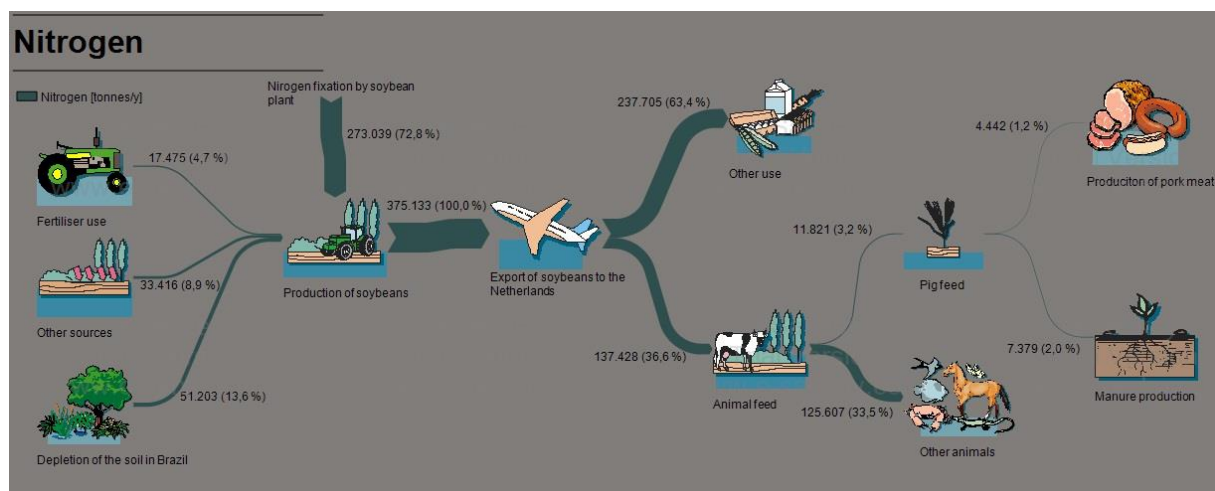 Nitrogen
Nitrogen [tonnes/y]
Nirogen fixation by soybean
plant
273.039 (72,8 %)
17.475 (4,7 %)
Fertiliser use
33.416 (8,9 %)
Other sources
51.203 (13,6 %)
Depletion of the soil in Brazil
375.133 (100,0 %)
Production of soybeans
Export of soybeans to the
Netherlands
237.705 (63,4 %)
Other use
137.428 (36,6 %)
Animal feed
11.821 (3,2 %)
Pig feed
125.607 (33,5 %)
Other animals
4.442 (1,2 %)
Produciton of pork meat
7.379 (2,0 %)
Manure production